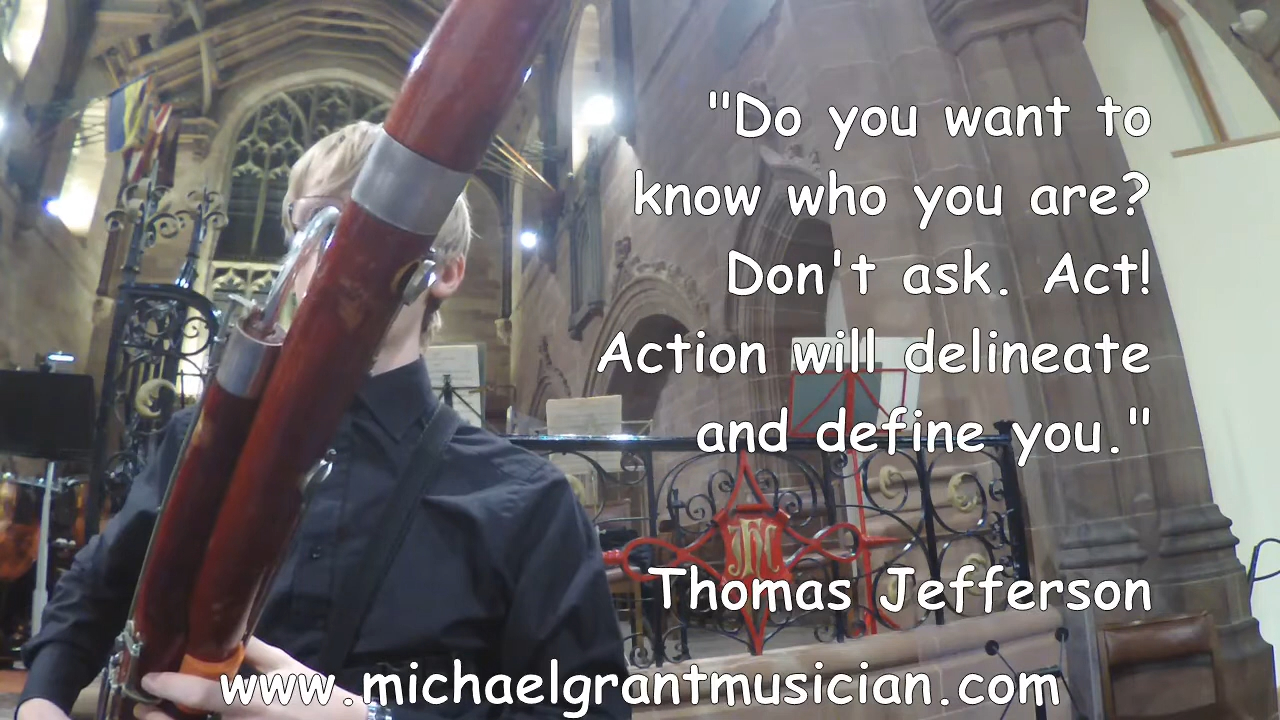 "Do you want to
know who you are?
Don't ask. Act!
Action will delineate
and define you."
Thomas Jefferson
www.michaelgrantmusician.com